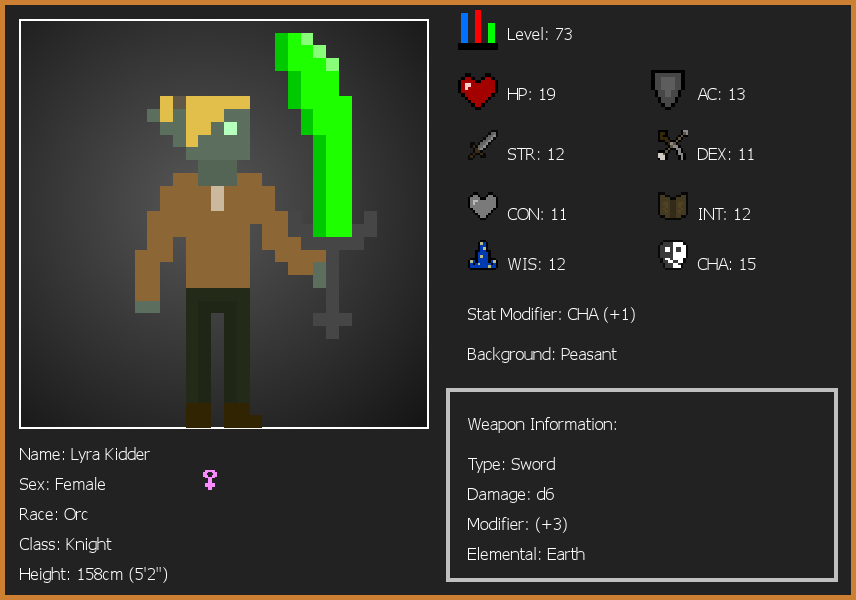 Level: 73
HP: 19
AC: 13
STR: 12
DEX: 11
CON: 11
INT: 12
WIS: 12
CHA: 15
Stat Modifier: CHA (+1)
Background: Peasant
Weapon Information:
Type: Sword
Damage: d6
Modifier: (+3)
Elemental: Earth
Name: Lyra Kidder
Sex: Female
Race: Orc
Class: Knight
Height: 158cm (5'2")